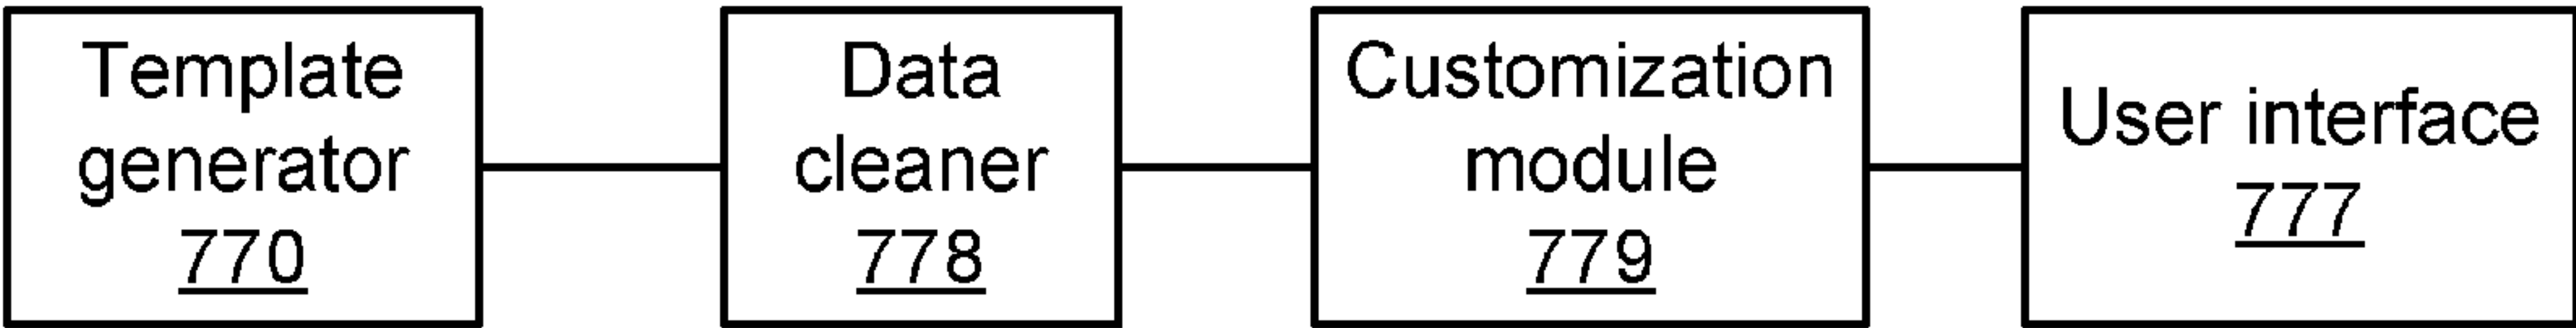 Template
generator
770
Data
cleaner
778
Customization
module
779
User interface
777